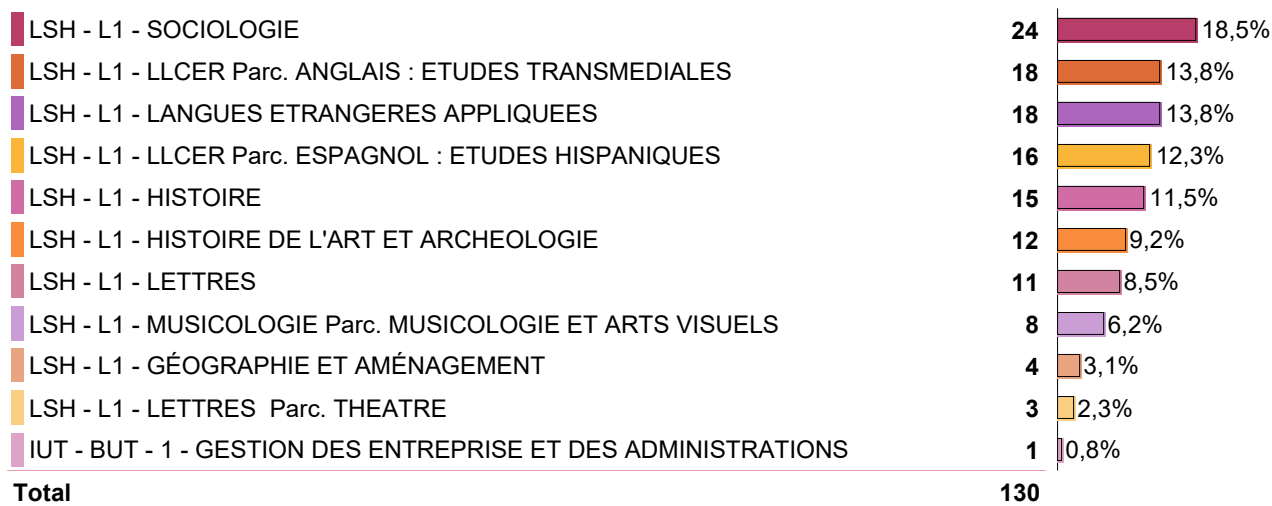 LSH - L1 - SOCIOLOGIE 24 18,5%
LSH - L1 - LLCER Parc. ANGLAIS : ETUDES TRANSMEDIALES 18 13,8%
LSH - L1 - LANGUES ETRANGERES APPLIQUEES 18 13,8%
LSH - L1 - LLCER Parc. ESPAGNOL : ETUDES HISPANIQUES 16 12,3%
LSH - L1 - HISTOIRE 15 11,5%
LSH - L1 - HISTOIRE DE L'ART ET ARCHEOLOGIE 12 9,2%
LSH - L1 - LETTRES 11 8,5%
LSH - L1 - MUSICOLOGIE Parc. MUSICOLOGIE ET ARTS VISUELS 8 6,2%
LSH - L1 - GÉOGRAPHIE ET AMÉNAGEMENT 4 3,1%
LSH - L1 - LETTRES  Parc. THEATRE 3 2,3%
IUT - BUT - 1 - GESTION DES ENTREPRISE ET DES ADMINISTRATIONS 1 0,8%
Total 130